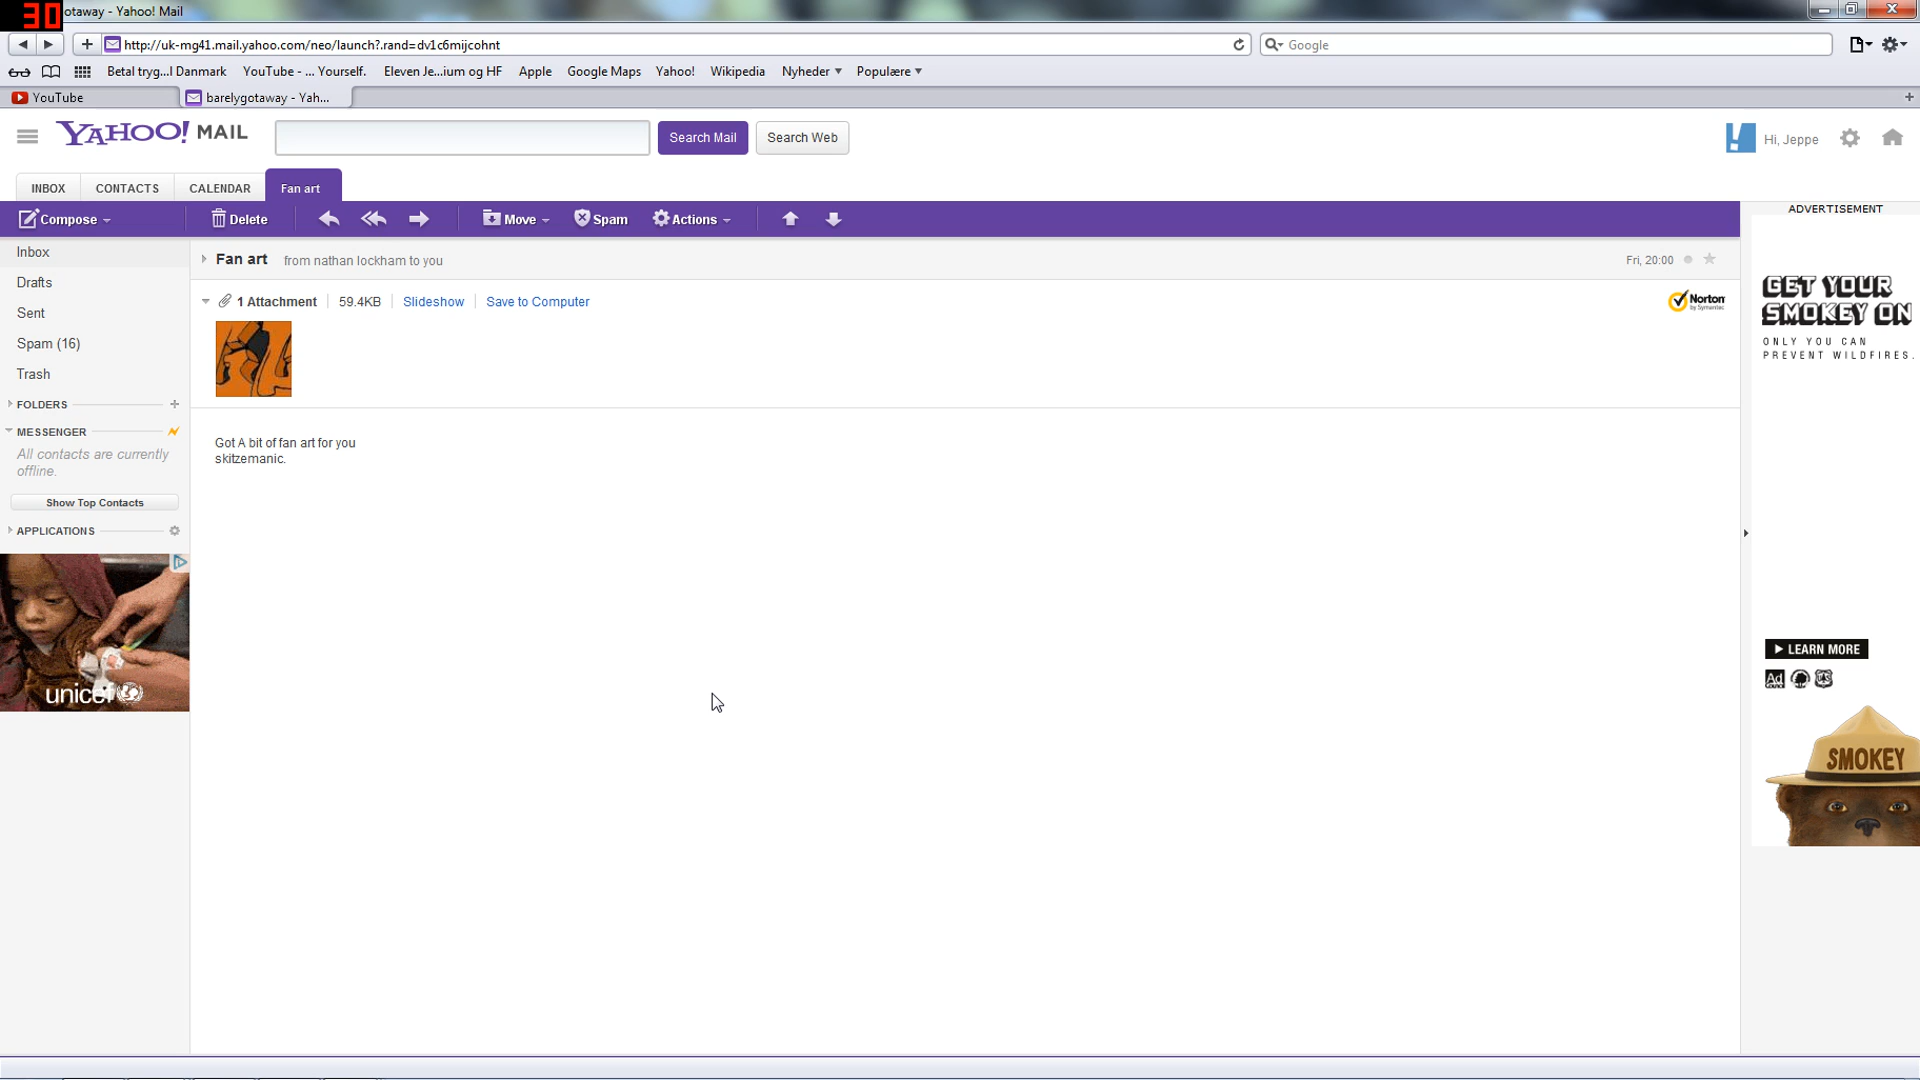 30
otaway - Yahoo! Mail
http://uk-mg41.mail.yahoo.com/neo/launch?.rand=dv1c6mijcohnt
Google
Betal tryg...l Danmark YouTube - ... Yourself. Eleven Je...ium og HF Apple Google Maps Yahoo! Wikipedia Nyheder Populære
YouTube barelygotaway - Yah...
YAHOO! MAIL Search Mail Search Web Hi, Jeppe
INBOX CONTACTS CALENDAR Fan art
Compose Delete Move Spam Actions
Inbox
Drafts
Sent
Spam (16)
Trash
FOLDERS
MESSENGER
All contacts are currently
offline.
Show Top Contacts
APPLICATIONS
unicef
Fan art from nathan lockham to you Fri, 20:00
1 Attachment 59.4KB Slideshow Save to Computer
Norton
by Symantec
Got A bit of fan art for you
skitzemanic.
ADVERTISEMENT
GET YOUR
SMOKEY ON
ONLY YOU CAN
PREVENT WILDFIRES.
LEARN MORE
Ad
SMOKEY